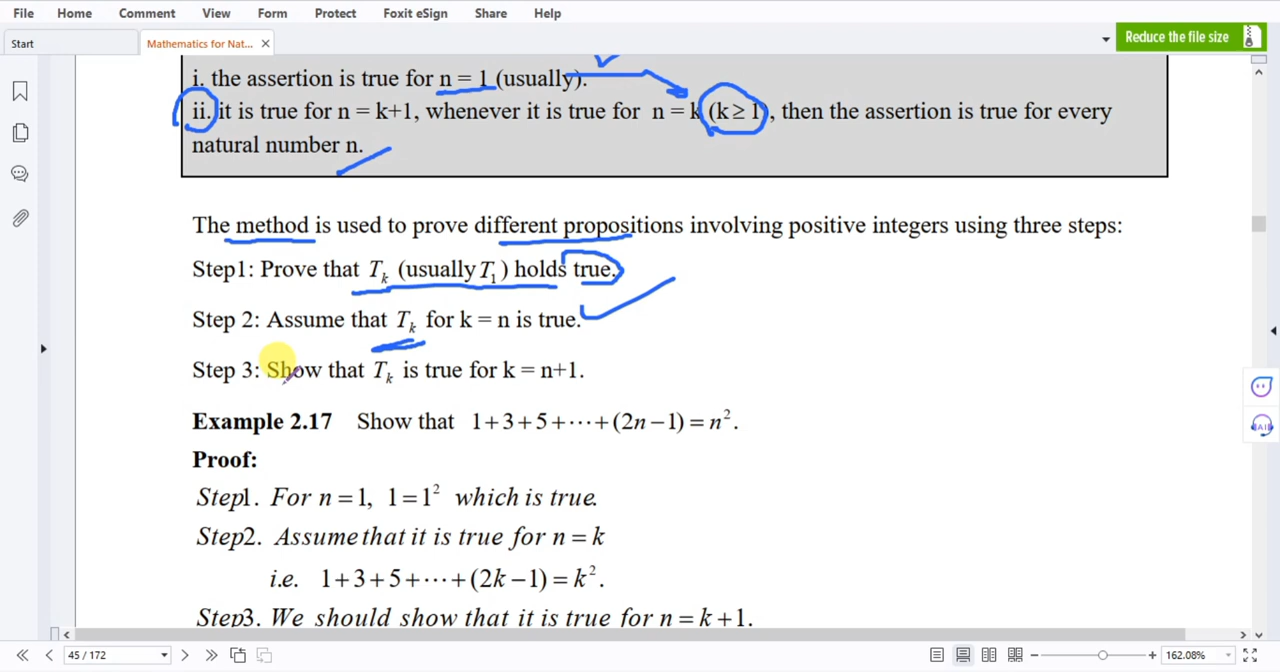 File Home Comment View Form Protect Foxit eSign Share Help
Start Mathematics for Nat... × Reduce the file size
i. the assertion is true for n = 1 (usually).
ii. it is true for n = k+1, whenever it is true for n = k (k ≥ 1), then the assertion is true for every
natural number n.
The method is used to prove different propositions involving positive integers using three steps:
Step1: Prove that Tₖ (usually T₁) holds true.
Step 2: Assume that Tₖ for k = n is true.
Step 3: Show that Tₖ is true for k = n+1.
Example 2.17 Show that 1+3+5+⋯+(2n−1) = n².
Proof:
Step1. For n = 1, 1 = 1² which is true.
Step2. Assume that it is true for n = k
i.e. 1+3+5+⋯+(2k−1) = k².
Step3. We should show that it is true for n = k+1.
AI
45 / 172 162.08%